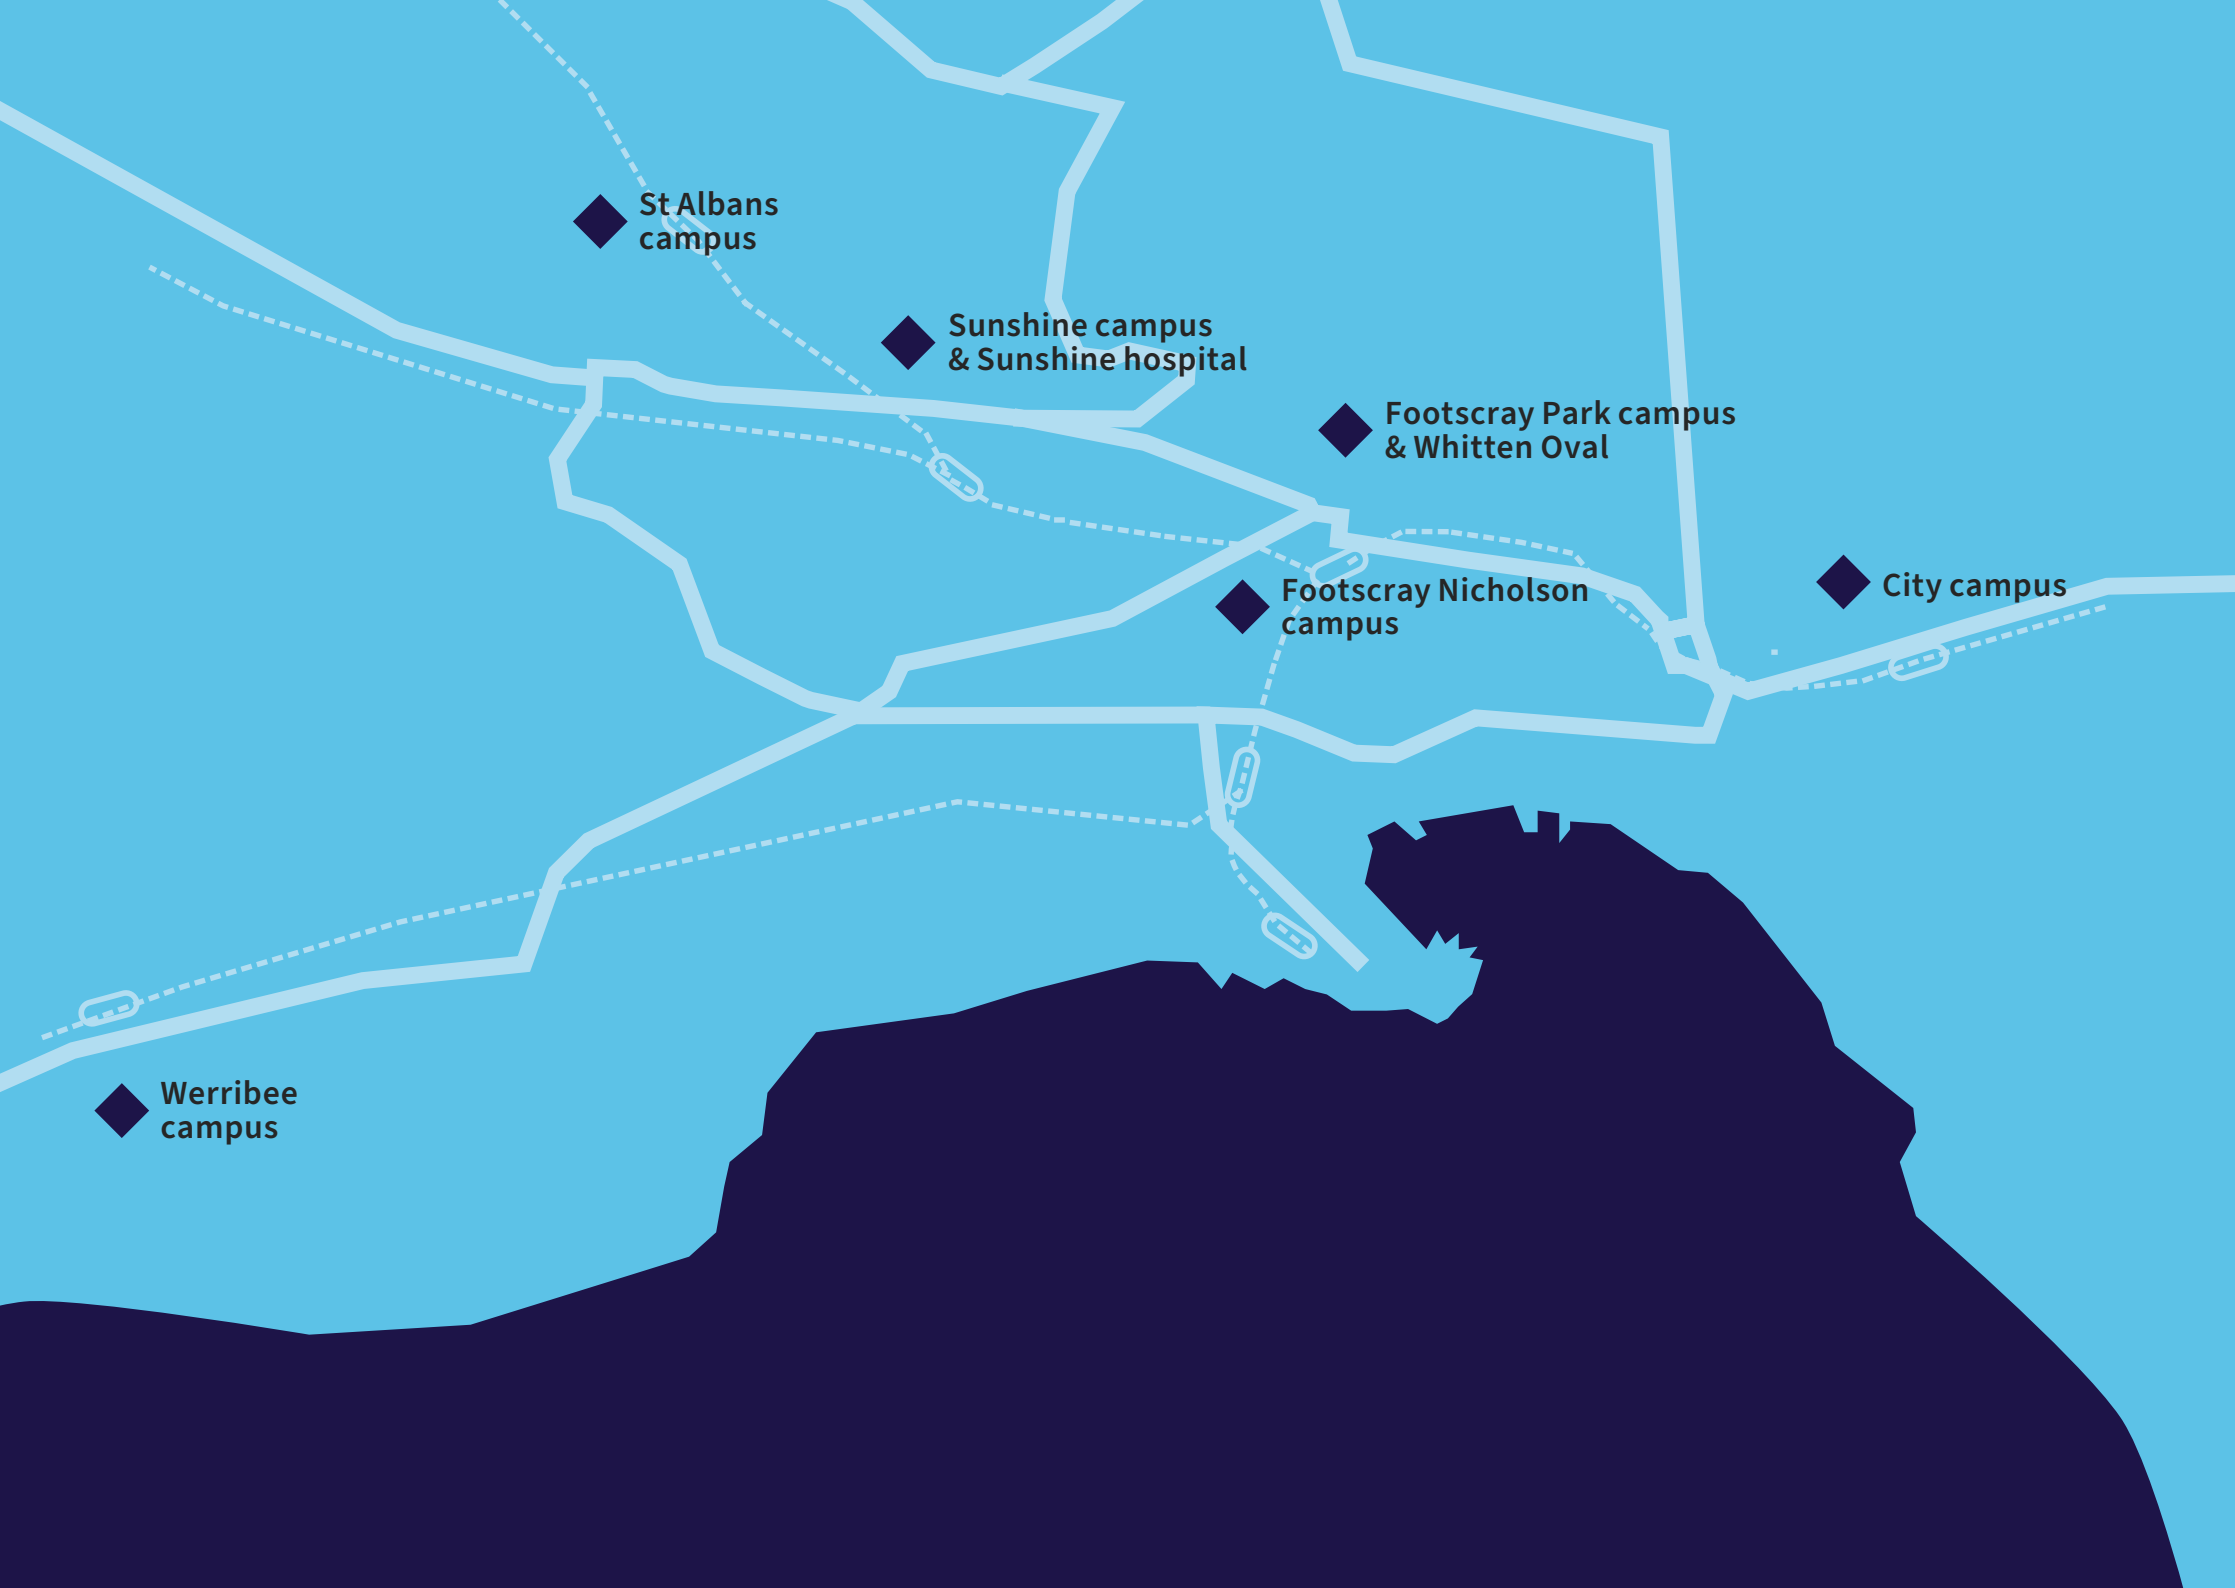 St Albans
campus
Sunshine campus
& Sunshine hospital
Footscray Park campus
& Whitten Oval
City campus
Footscray Nicholson
campus
Werribee
campus